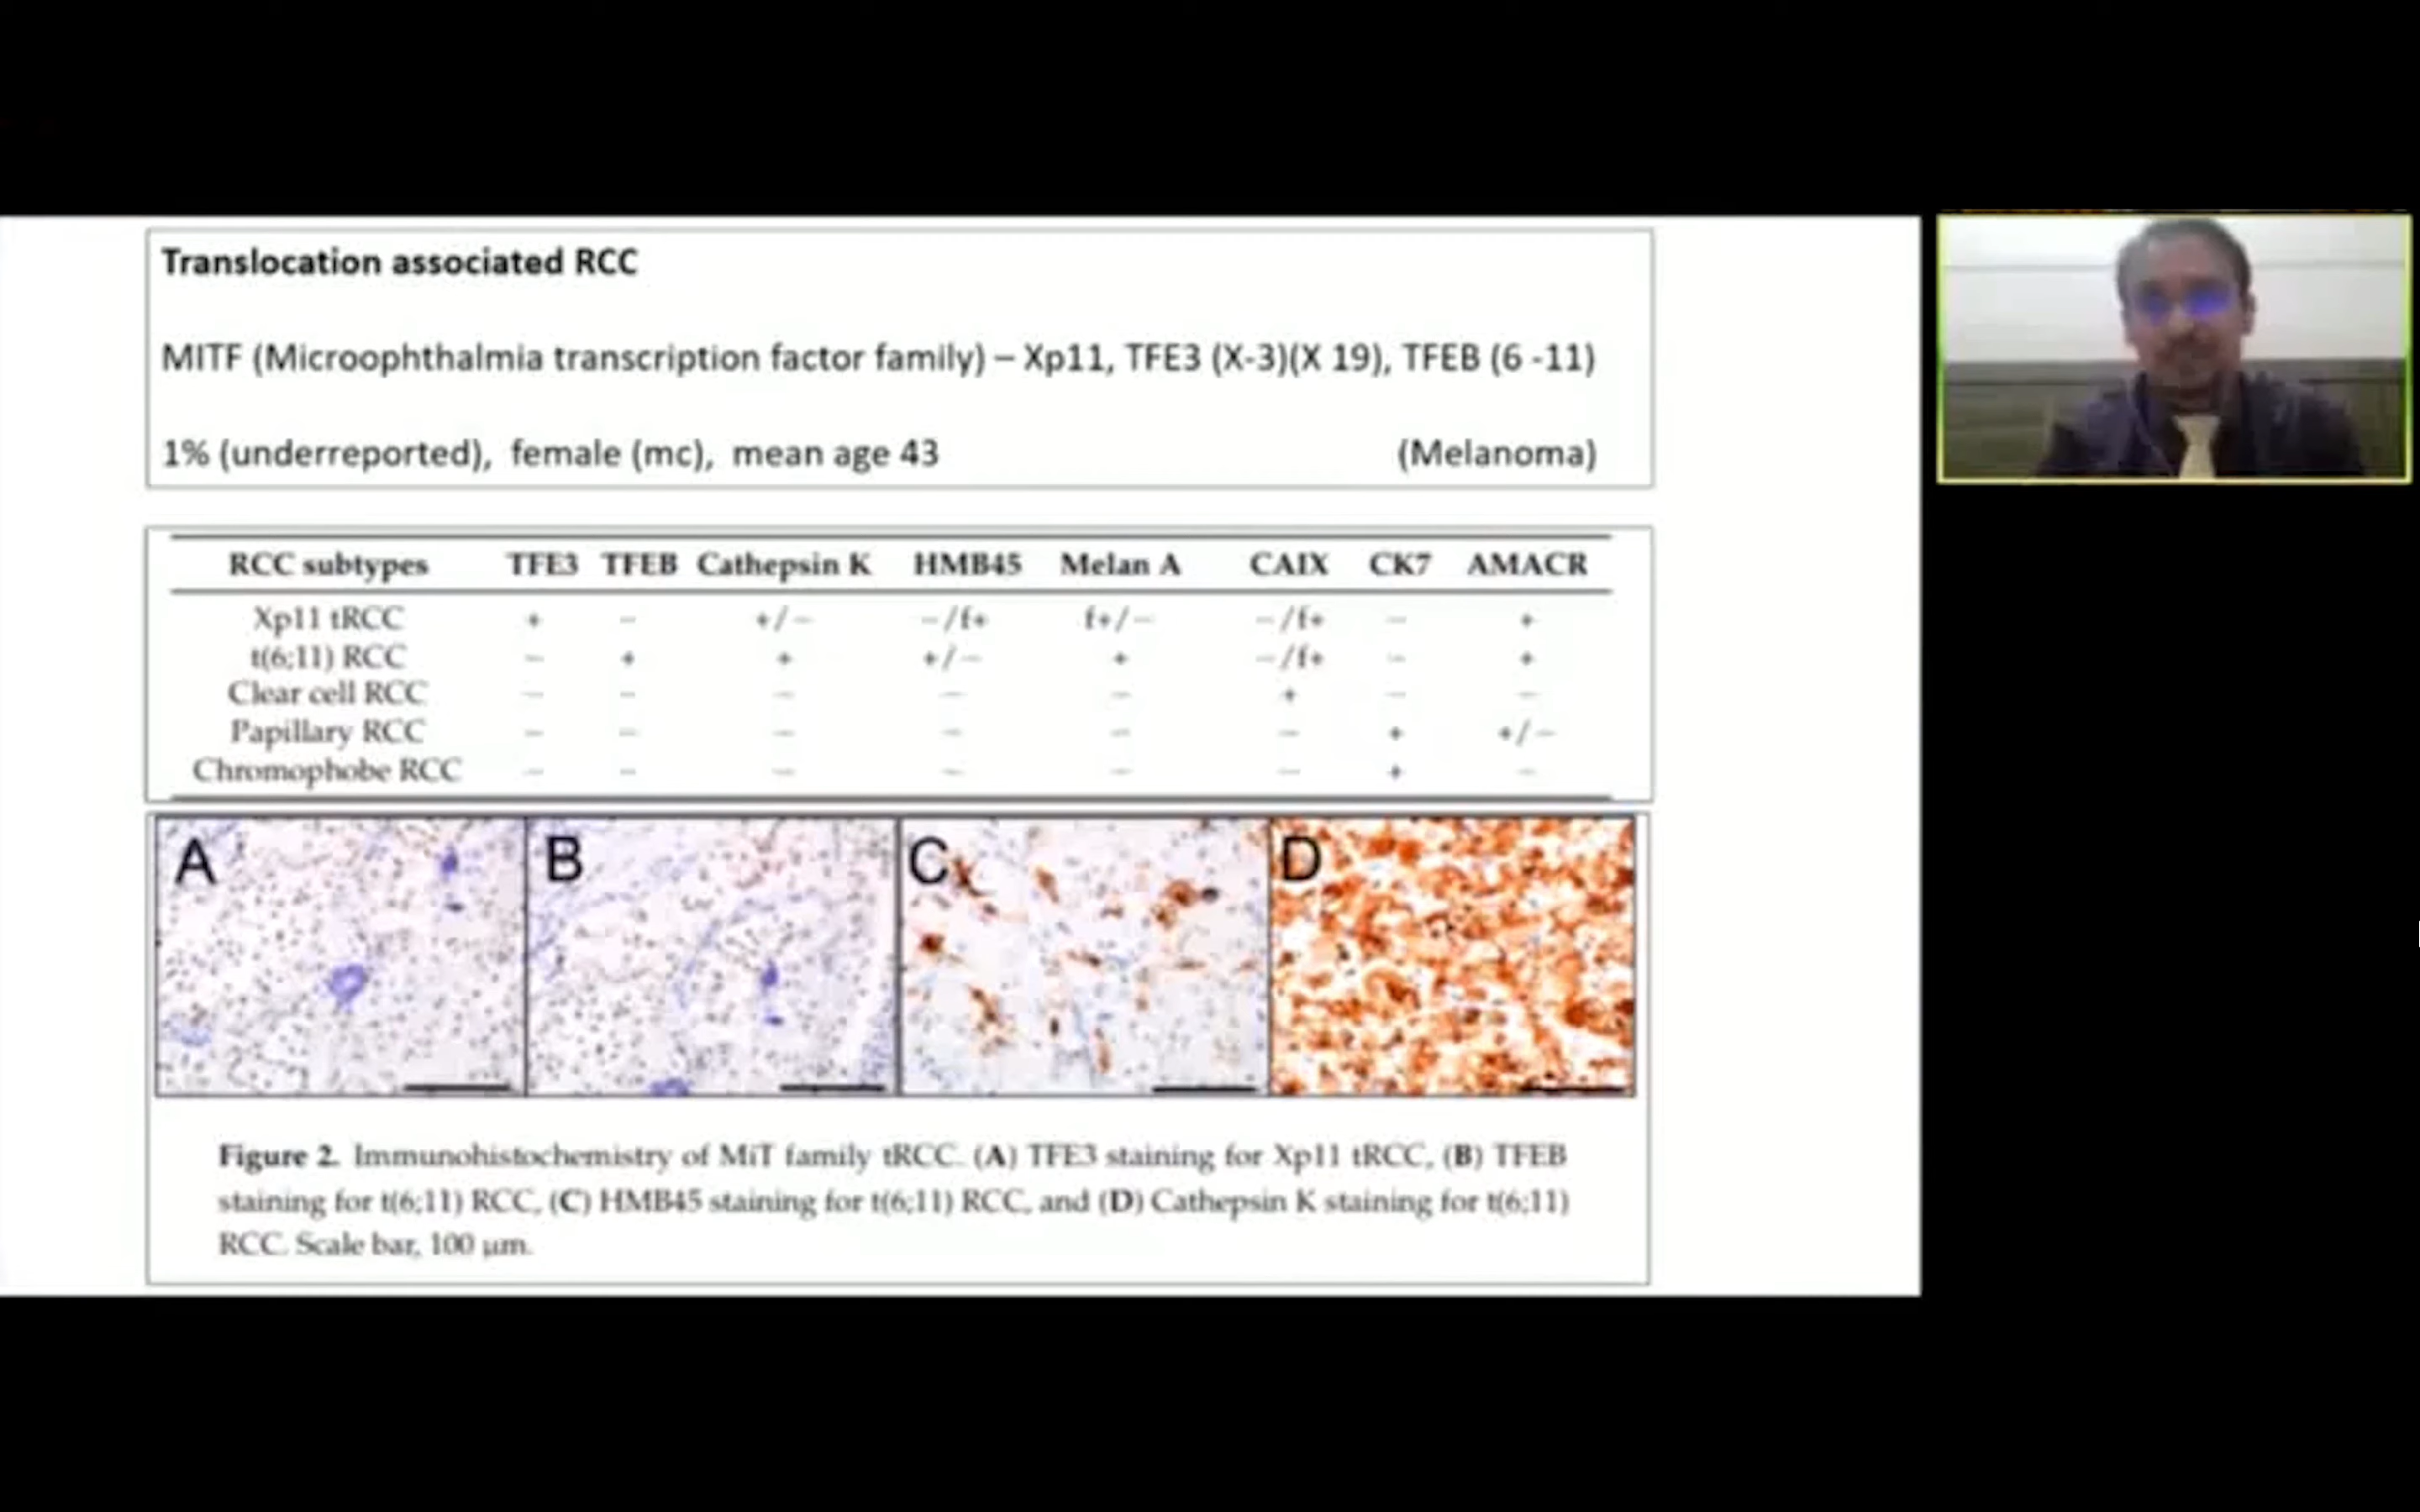 Translocation associated RCC
MITF (Microophthalmia transcription factor family) – Xp11, TFE3 (X-3)(X 19), TFEB (6 -11)
1% (underreported), female (mc), mean age 43 (Melanoma)
RCC subtypes TFE3 TFEB Cathepsin K HMB45 Melan A CAIX CK7 AMACR
Xp11 tRCC + – +/– –/f+ f+/– –/f+ – +
t(6;11) RCC – + + +/– + –/f+ – +
Clear cell RCC – – – – – + – –
Papillary RCC – – – – – – + +/–
Chromophobe RCC – – – – – – + –
A B C D
Figure 2. Immunohistochemistry of MiT family tRCC. (A) TFE3 staining for Xp11 tRCC, (B) TFEB
staining for t(6;11) RCC, (C) HMB45 staining for t(6;11) RCC, and (D) Cathepsin K staining for t(6;11)
RCC. Scale bar, 100 µm.